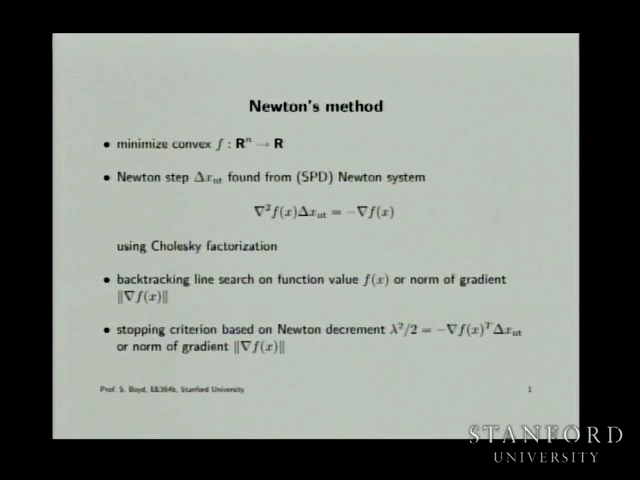 Newton's method
• minimize convex f : Rⁿ → R
• Newton step Δx_nt found from (SPD) Newton system
∇²f(x)Δx_nt = −∇f(x)
using Cholesky factorization
• backtracking line search on function value f(x) or norm of gradient
‖∇f(x)‖
• stopping criterion based on Newton decrement λ²/2 = −∇f(x)ᵀΔx_nt
or norm of gradient ‖∇f(x)‖
Prof. S. Boyd, EE364b, Stanford University 1
STANFORD
UNIVERSITY